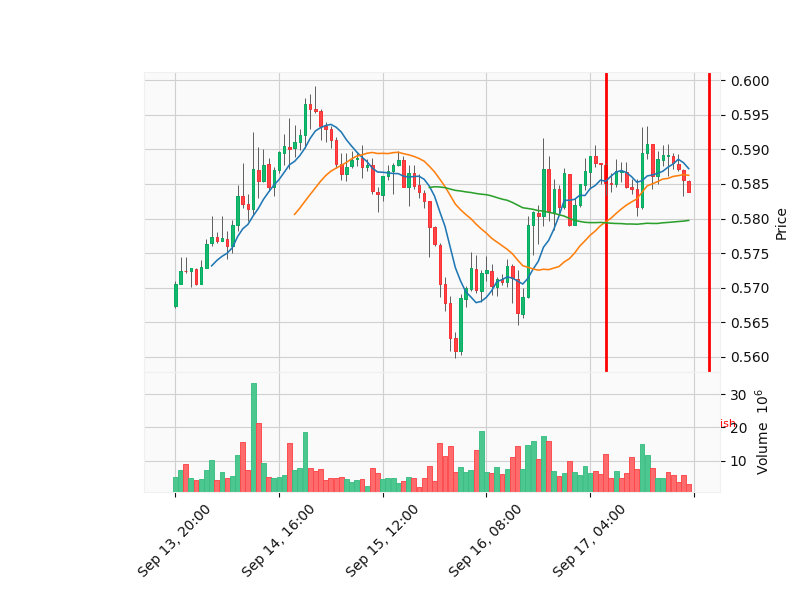 0.600
0.595
0.590
0.585
0.580
0.575
0.570
0.565
0.560
Price
30
20
10
Volume 10⁶
ish
Sep 13, 20:00
Sep 14, 16:00
Sep 15, 12:00
Sep 16, 08:00
Sep 17, 04:00